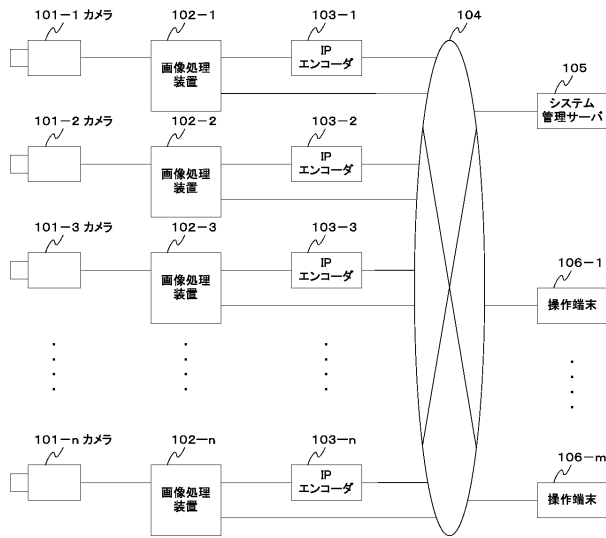 101-1 カメラ
102-1
103-1
104
画像処理
装置
IP
エンコーダ
105
システム
管理サーバ
101-2 カメラ
102-2
103-2
画像処理
装置
IP
エンコーダ
101-3 カメラ
102-3
103-3
画像処理
装置
IP
エンコーダ
106-1
操作端末
101-n カメラ
102-n
103-n
画像処理
装置
IP
エンコーダ
106-m
操作端末